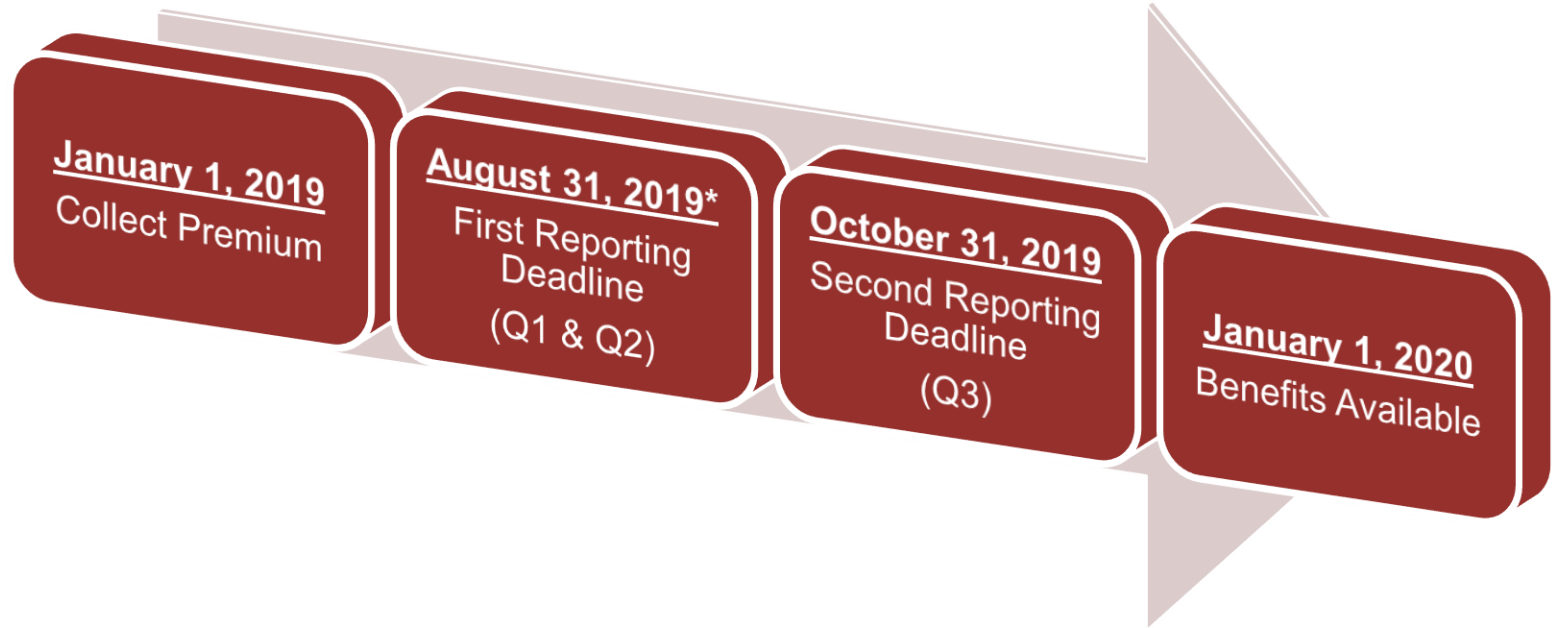 January 1, 2019
Collect Premium
August 31, 2019*
First Reporting
Deadline
(Q1 & Q2)
October 31, 2019
Second Reporting
Deadline
(Q3)
January 1, 2020
Benefits Available